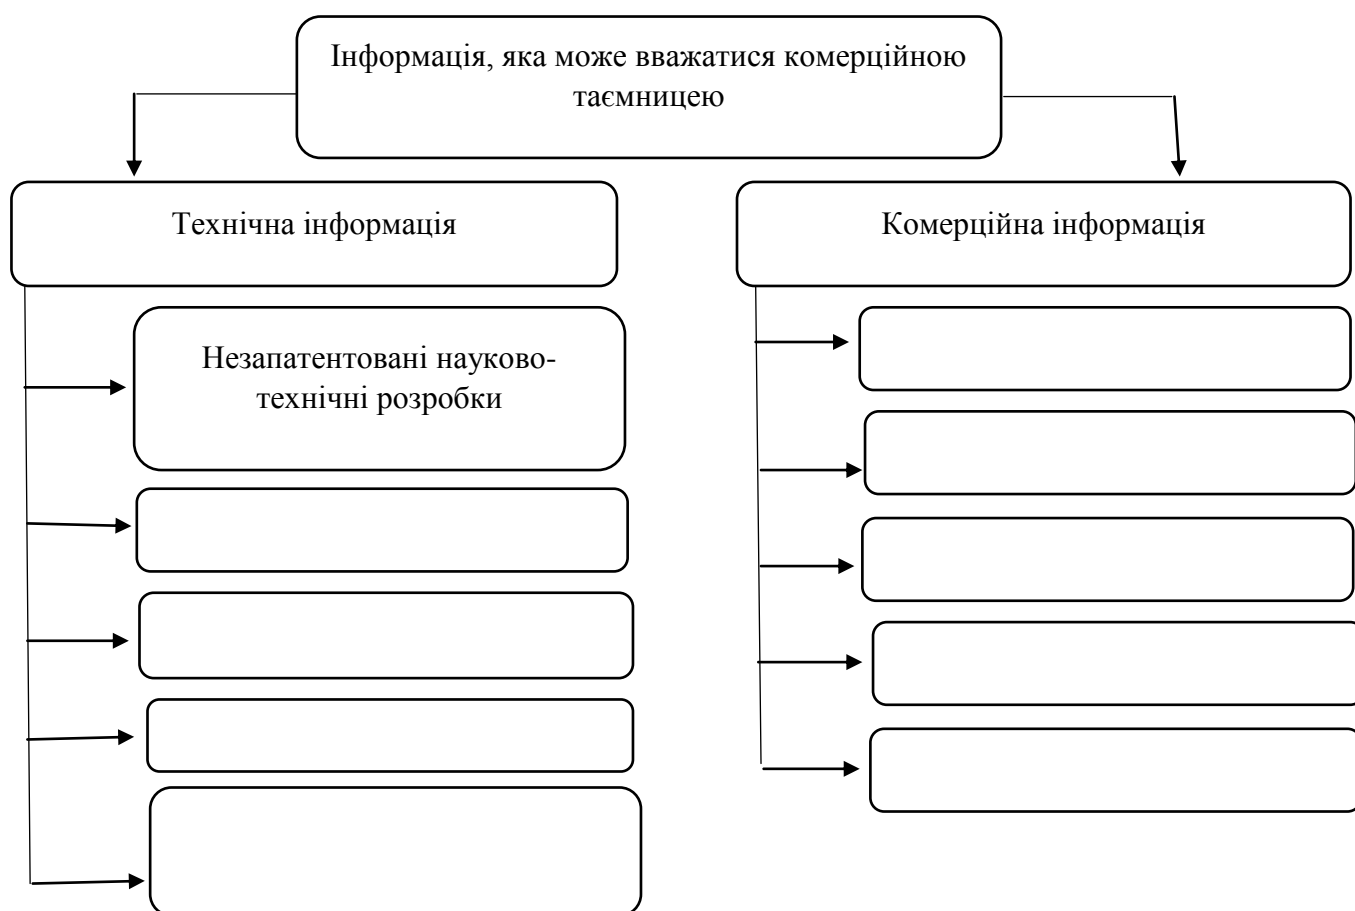 Інформація, яка може вважатися комерційною
таємницею
Технічна інформація
Комерційна інформація
Незапатентовані науково-
технічні розробки